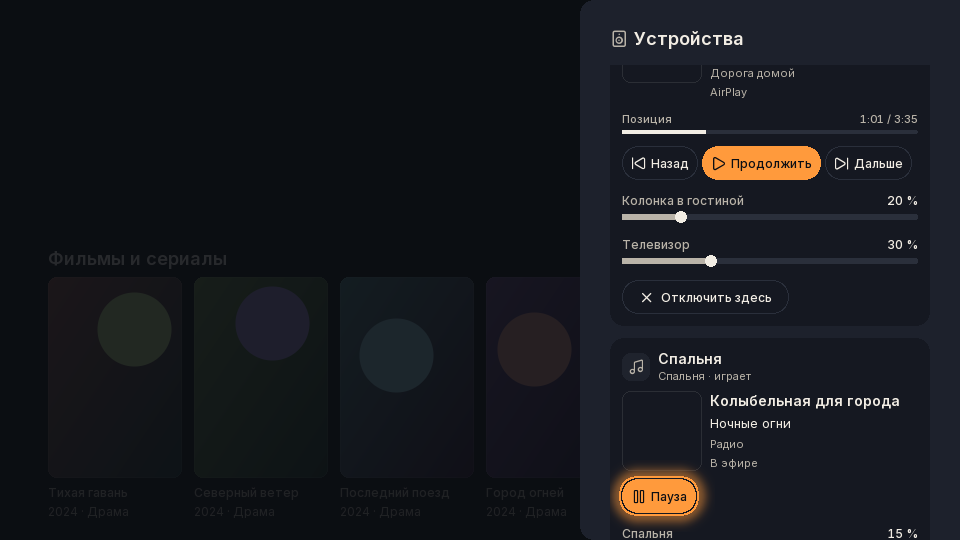 Устройства
Дорога домой
AirPlay
Позиция 1:01 / 3:35
Назад Продолжить Дальше
Колонка в гостиной 20 %
Телевизор 30 %
Отключить здесь
Спальня
Спальня · играет
Колыбельная для города
Ночные огни
Радио
В эфире
Пауза
Спальня 15 %
Фильмы и сериалы
Тихая гавань Северный ветер Последний поезд Город огней
2024 · Драма 2024 · Драма 2024 · Драма 2024 · Драма